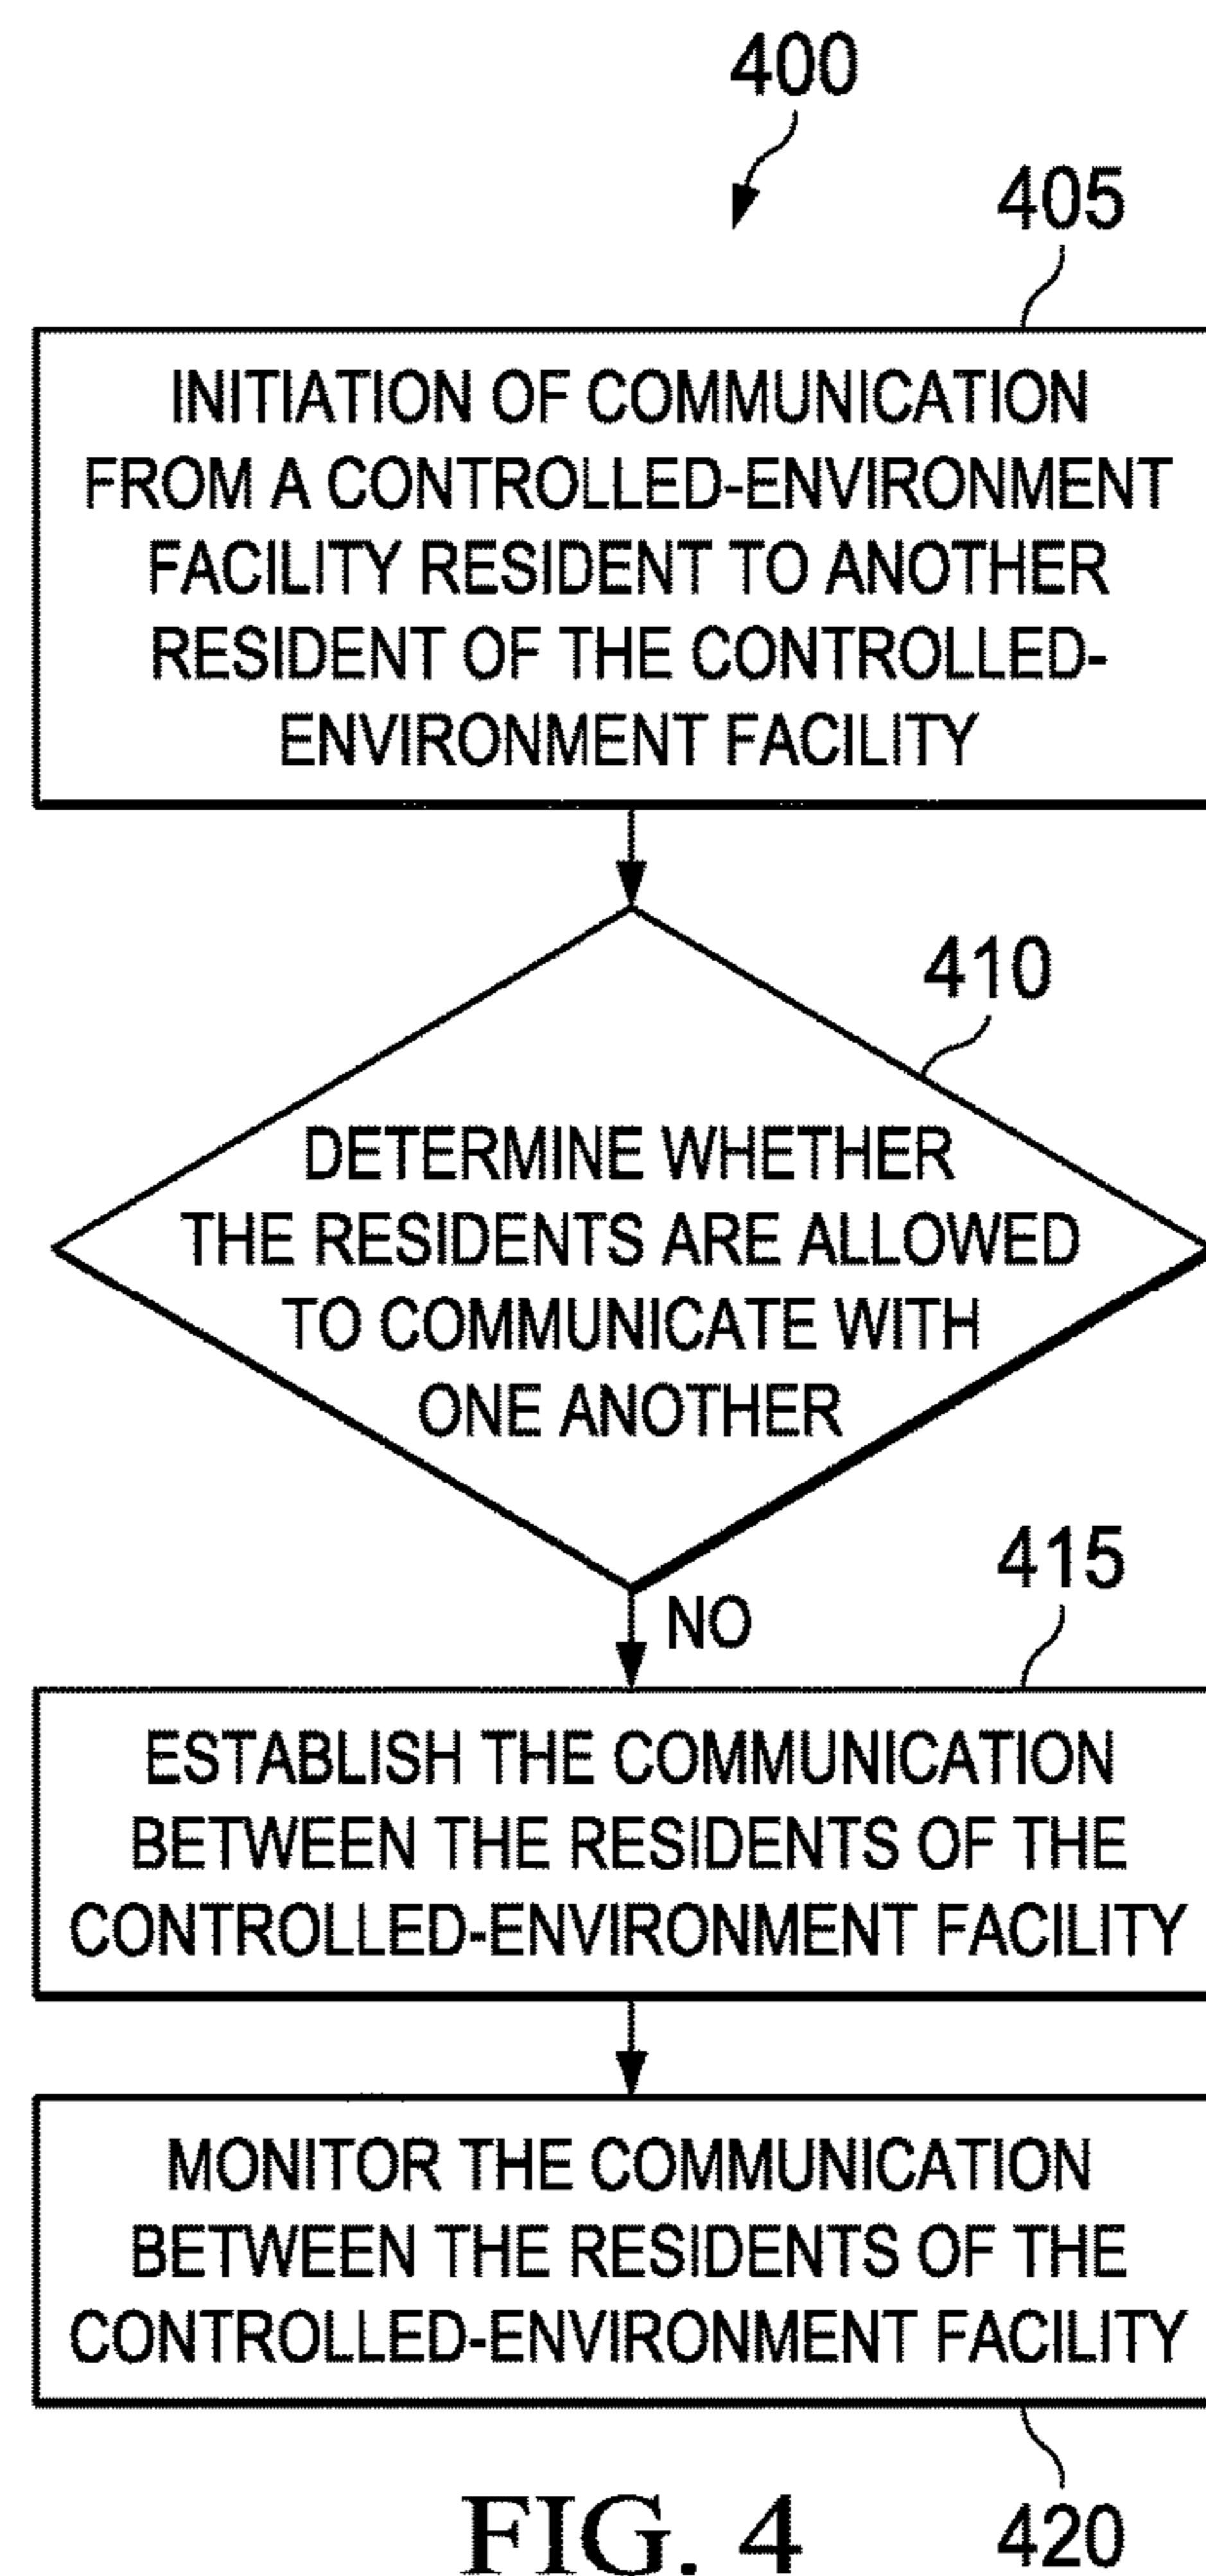 400
405
INITIATION OF COMMUNICATION
FROM A CONTROLLED-ENVIRONMENT
FACILITY RESIDENT TO ANOTHER
RESIDENT OF THE CONTROLLED-
ENVIRONMENT FACILITY
410
DETERMINE WHETHER
THE RESIDENTS ARE ALLOWED
TO COMMUNICATE WITH
ONE ANOTHER
NO
415
ESTABLISH THE COMMUNICATION
BETWEEN THE RESIDENTS OF THE
CONTROLLED-ENVIRONMENT FACILITY
MONITOR THE COMMUNICATION
BETWEEN THE RESIDENTS OF THE
CONTROLLED-ENVIRONMENT FACILITY
420
FIG. 4